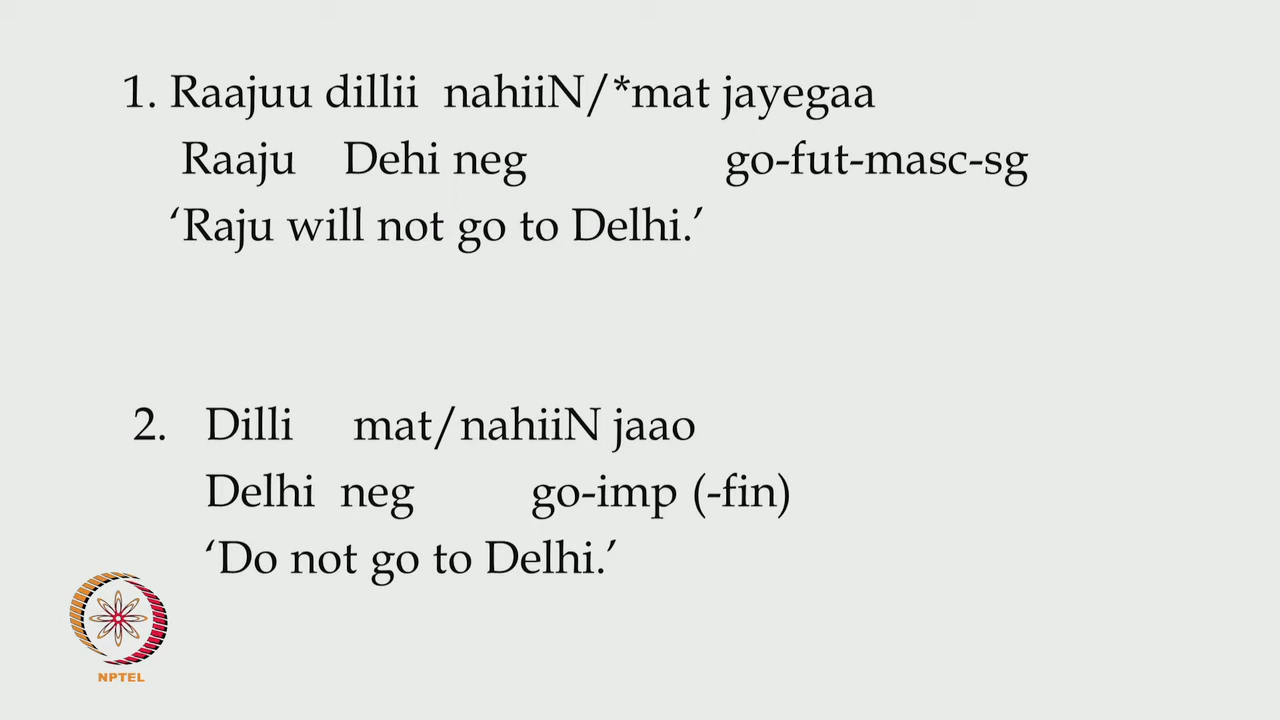 1. Raajuu dillii nahiiN/*mat jayegaa
Raaju Dehi neg go-fut-masc-sg
‘Raju will not go to Delhi.’
2. Dilli mat/nahiiN jaao
Delhi neg go-imp (-fin)
‘Do not go to Delhi.’
NPTEL